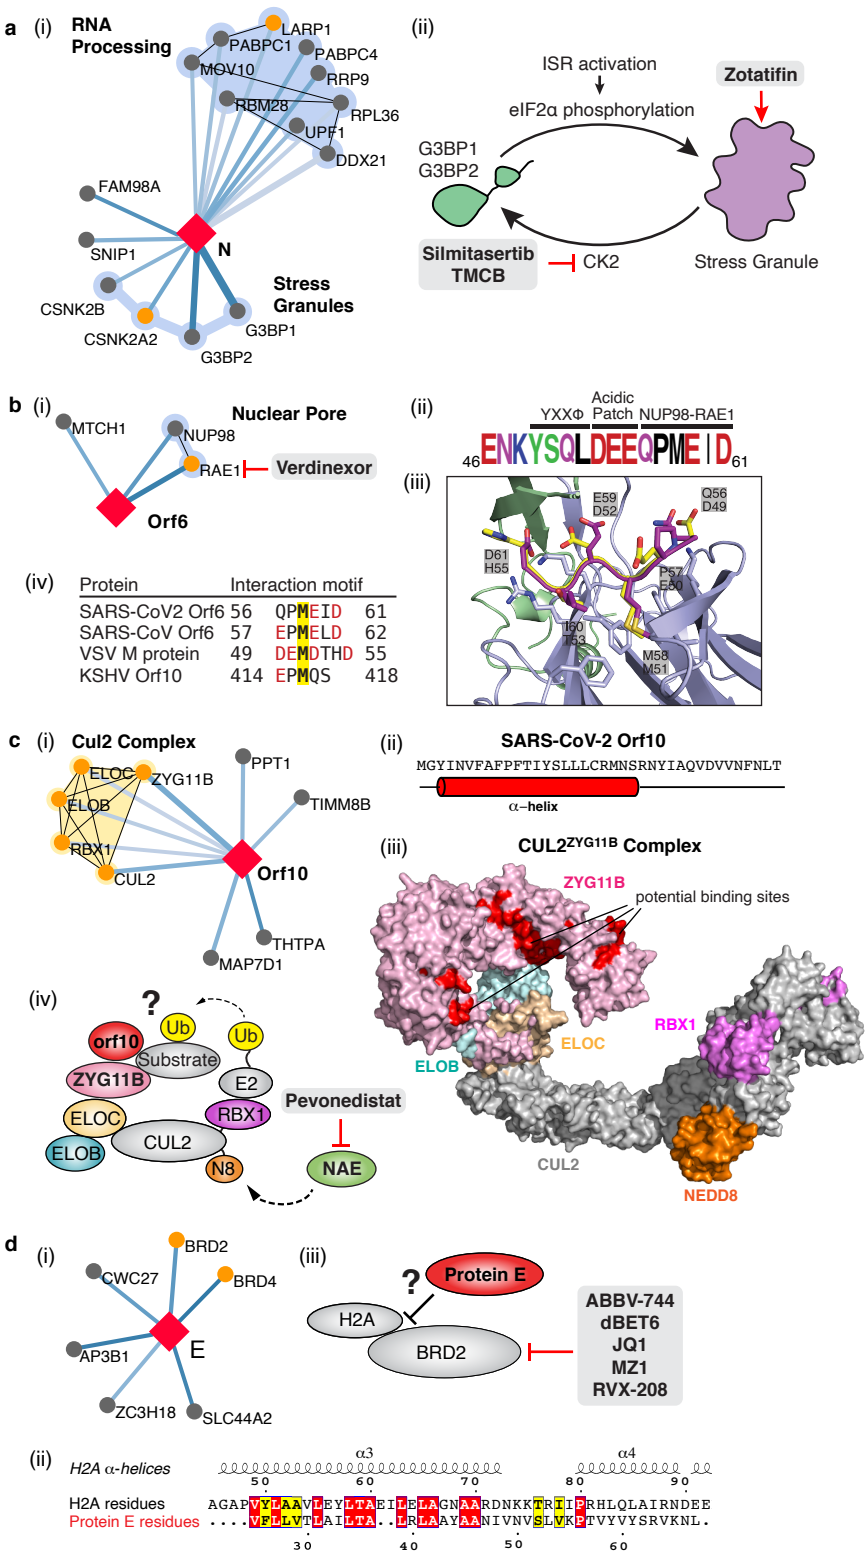 a
(i)
RNA
Processing
LARP1
PABPC1
PABPC4
MOV10
RRP9
RBM28
RPL36
UPF1
DDX21
FAM98A
SNIP1
N
CSNK2B
CSNK2A2
Stress
Granules
G3BP1
G3BP2
(ii)
ISR activation
eIF2α phosphorylation
Zotatifin
G3BP1
G3BP2
Silmitasertib
TMCB
CK2
Stress Granule
b
(i)
Nuclear Pore
MTCH1
NUP98
RAE1
Verdinexor
Orf6
(ii)
YXXΦ
Acidic
Patch
NUP98-RAE1
46 ENKYSQLDEEQPMEID 61
(iii)
E59
D52
Q56
D49
D61
H55
P57
E60
I60
T53
M58
M51
(iv)
Protein Interaction motif
SARS-CoV2 Orf6 56 QPMEID 61
SARS-CoV Orf6 57 EPMELD 62
VSV M protein 49 DEMDTHD 55
KSHV Orf10 414 EPMQS 418
c
(i)
Cul2 Complex
ELOC
ZYG11B
ELOB
RBX1
CUL2
PPT1
TIMM8B
Orf10
THTPA
MAP7D1
(ii)
SARS-CoV-2 Orf10
MGYINVFAFPFTIYSLLLCRMNSRNYIAQVDVVNFNLT
α–helix
(iii)
CUL2ZYG11B Complex
ZYG11B
potential binding sites
RBX1
ELOC
ELOB
CUL2
NEDD8
(iv)
?
Ub
Ub
orf10
Substrate
ZYG11B
E2
ELOC
RBX1
CUL2
ELOB
N8
Pevonedistat
NAE
d
(i)
BRD2
CWC27
BRD4
E
AP3B1
ZC3H18
SLC44A2
(iii)
?
Protein E
H2A
BRD2
ABBV-744
dBET6
JQ1
MZ1
RVX-208
(ii)
α3
α4
H2A α-helices
50 60 70 80 90
H2A residues AGAPVYLAAVLEYLTAEILELAGNAARDNKKTRIIPRHLQLAIRNDEE
Protein E residues ....VFLLVTLAILTA..LRLAAYAANIVNVSLVKPTVYVYSRVKNL.
30 40 50 60